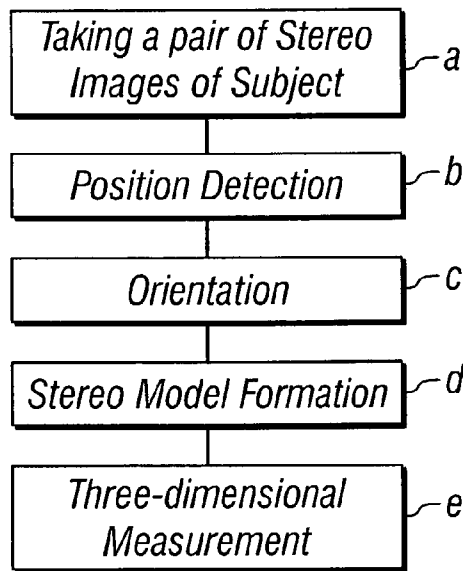 Taking a pair of Stereo
Images of Subject
a
Position Detection
b
Orientation
c
Stereo Model Formation
d
Three-dimensional
Measurement
e